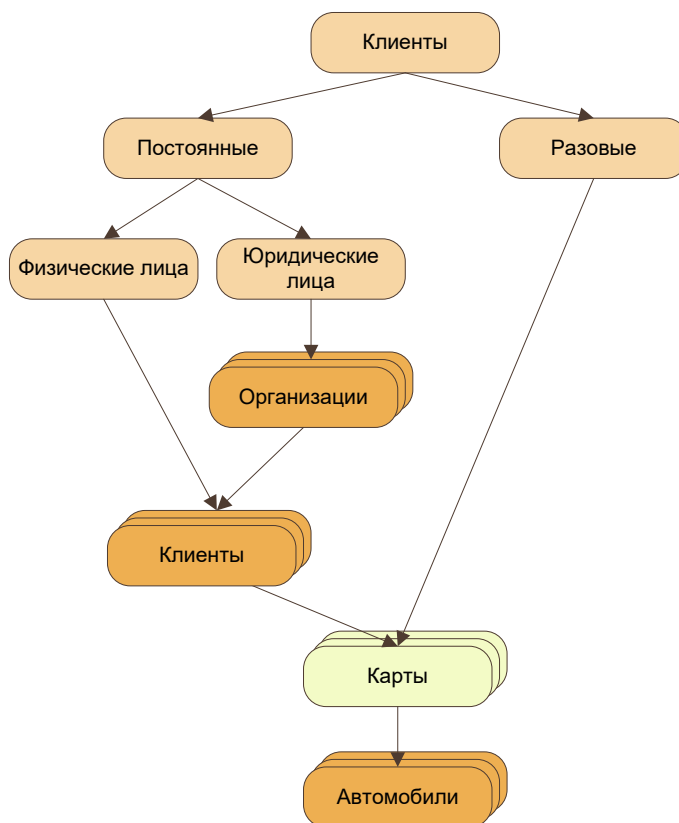 Клиенты
Постоянные
Разовые
Физические лица
Юридические
лица
Организации
Клиенты
Карты
Автомобили